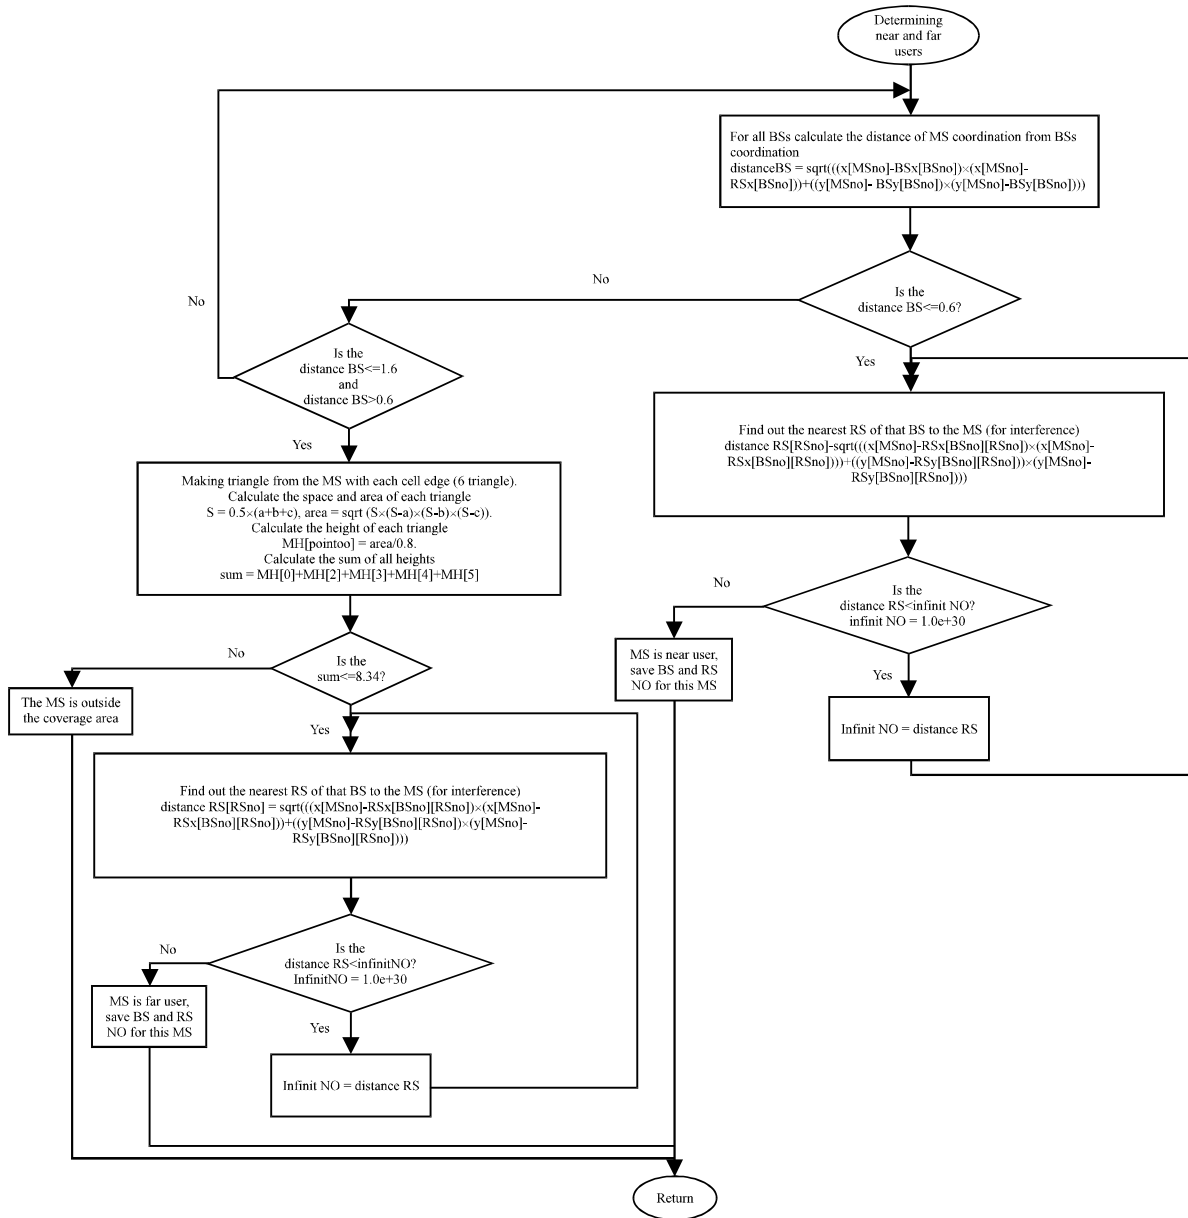 Determining
near and far
users
For all BSs calculate the distance of MS coordination from BSs
coordination
distanceBS = sqrt(((x[MSno]-BSx[BSno])×(x[MSno]-
RSx[BSno]))+((y[MSno]- BSy[BSno])×(y[MSno]-BSy[BSno])))
No
Is the
distance BS<=0.6?
No
Is the
distance BS<=1.6
and
distance BS>0.6
Yes
Yes
Find out the nearest RS of that BS to the MS (for interference)
distance RS[RSno]-sqrt(((x[MSno]-RSx[BSno][RSno])×(x[MSno]-
RSx[BSno][RSno])))+((y[MSno]-RSy[BSno][RSno]))×(y[MSno]-
RSy[BSno][RSno])))
Making triangle from the MS with each cell edge (6 triangle).
Calculate the space and area of each triangle
S = 0.5×(a+b+c), area = sqrt (S×(S-a)×(S-b)×(S-c)).
Calculate the height of each triangle
MH[pointoo] = area/0.8.
Calculate the sum of all heights
sum = MH[0]+MH[2]+MH[3]+MH[4]+MH[5]
No
Is the
distance RS<infinit NO?
infinit NO = 1.0e+30
MS is near user,
save BS and RS
NO for this MS
Yes
Infinit NO = distance RS
No
Is the
sum<=8.34?
The MS is outside
the coverage area
Yes
Find out the nearest RS of that BS to the MS (for interference)
distance RS[RSno] = sqrt(((x[MSno]-RSx[BSno][RSno])×(x[MSno]-
RSx[BSno][RSno]))+((y[MSno]-RSy[BSno][RSno])×(y[MSno]-
RSy[BSno][RSno])))
No
Is the
distance RS<infinitNO?
InfinitNO = 1.0e+30
MS is far user,
save BS and RS
NO for this MS
Yes
Infinit NO = distance RS
Return